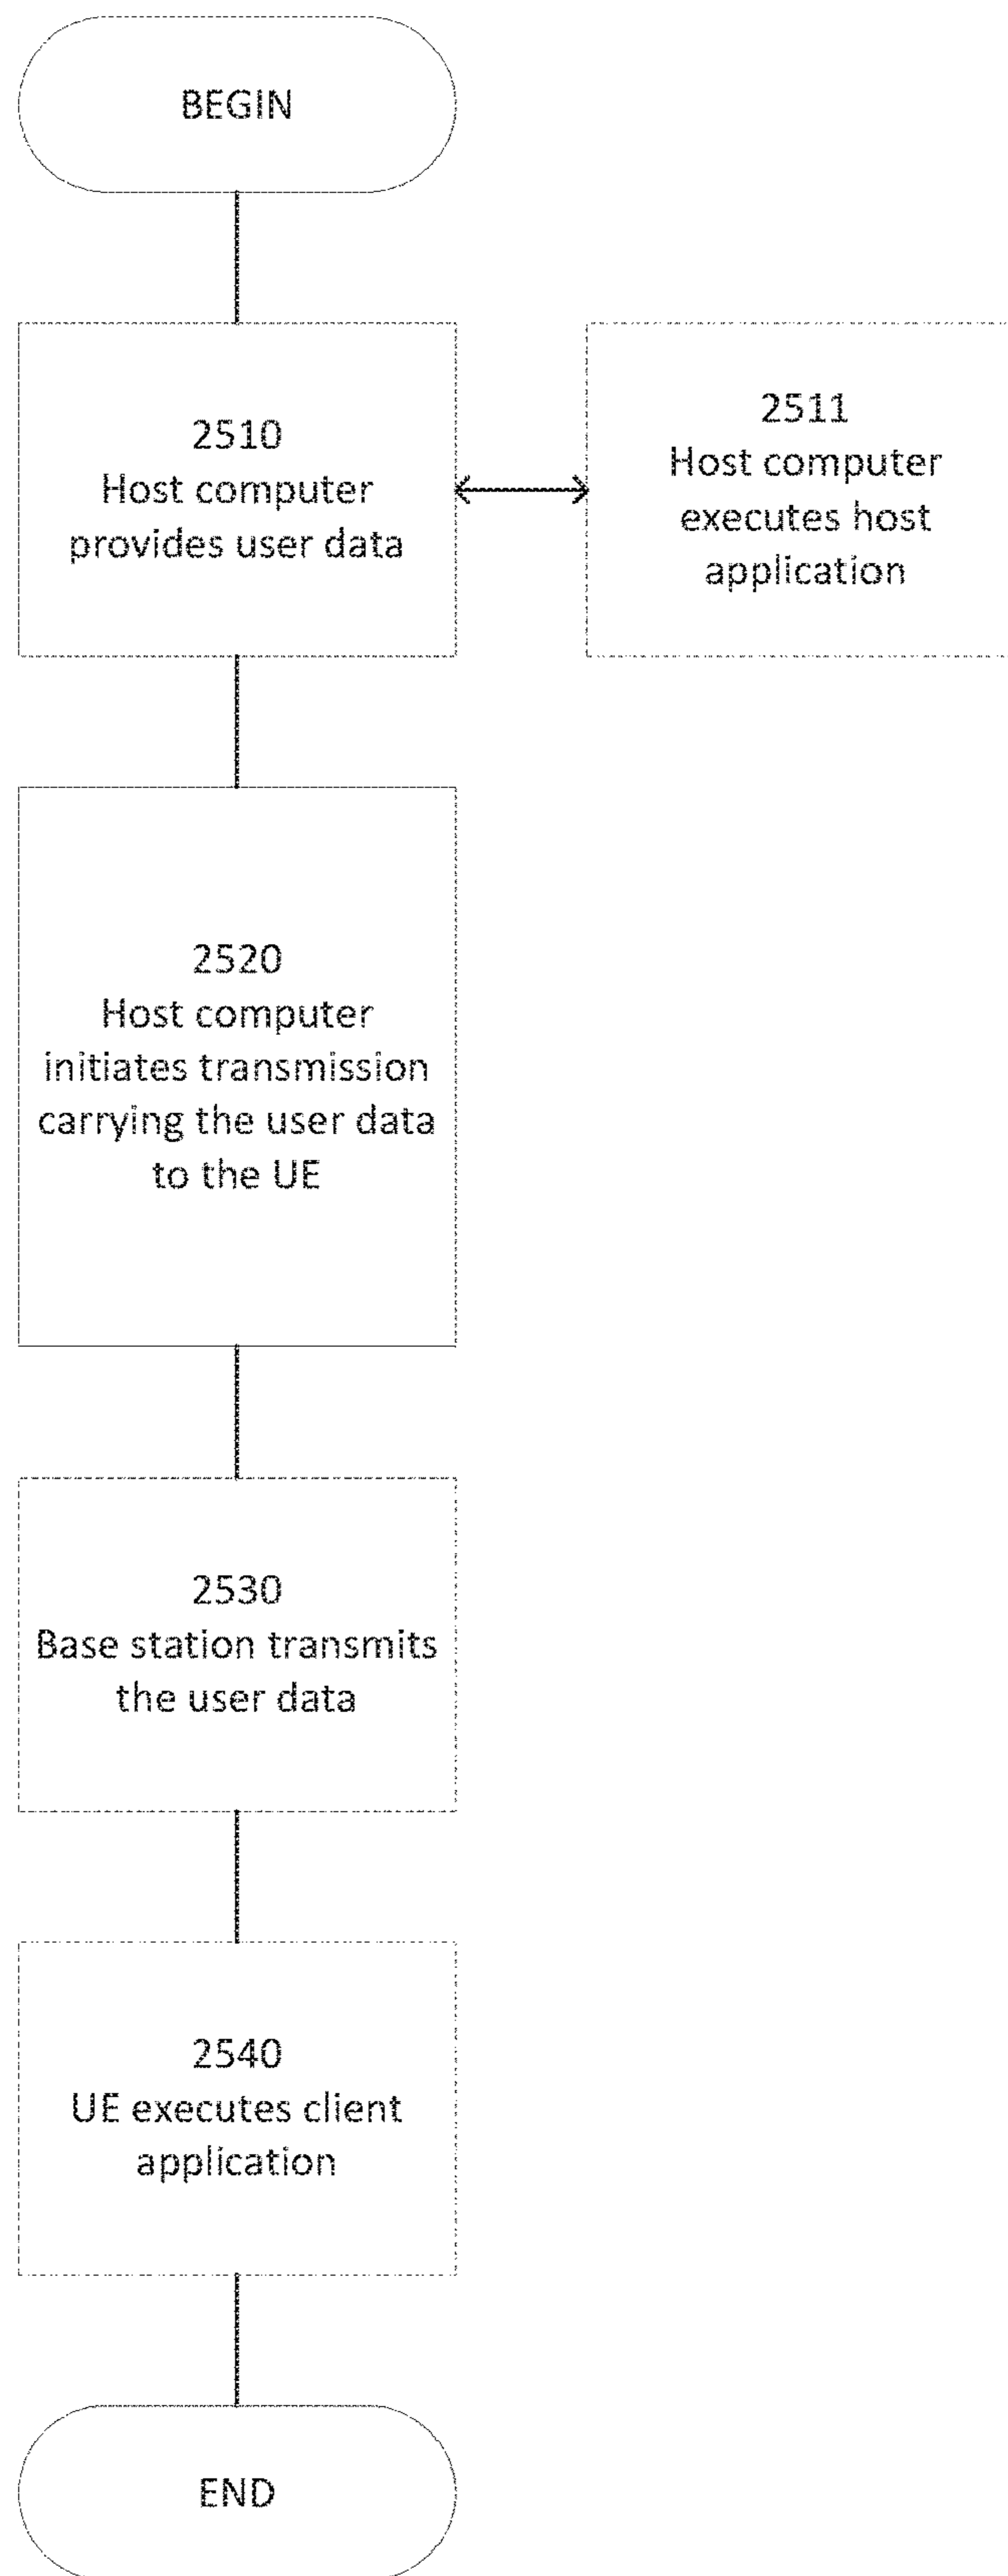 BEGIN
2510
Host computer
provides user data
2511
Host computer
executes host
application
2520
Host computer
initiates transmission
carrying the user data
to the UE
2530
Base station transmits
the user data
2540
UE executes client
application
END